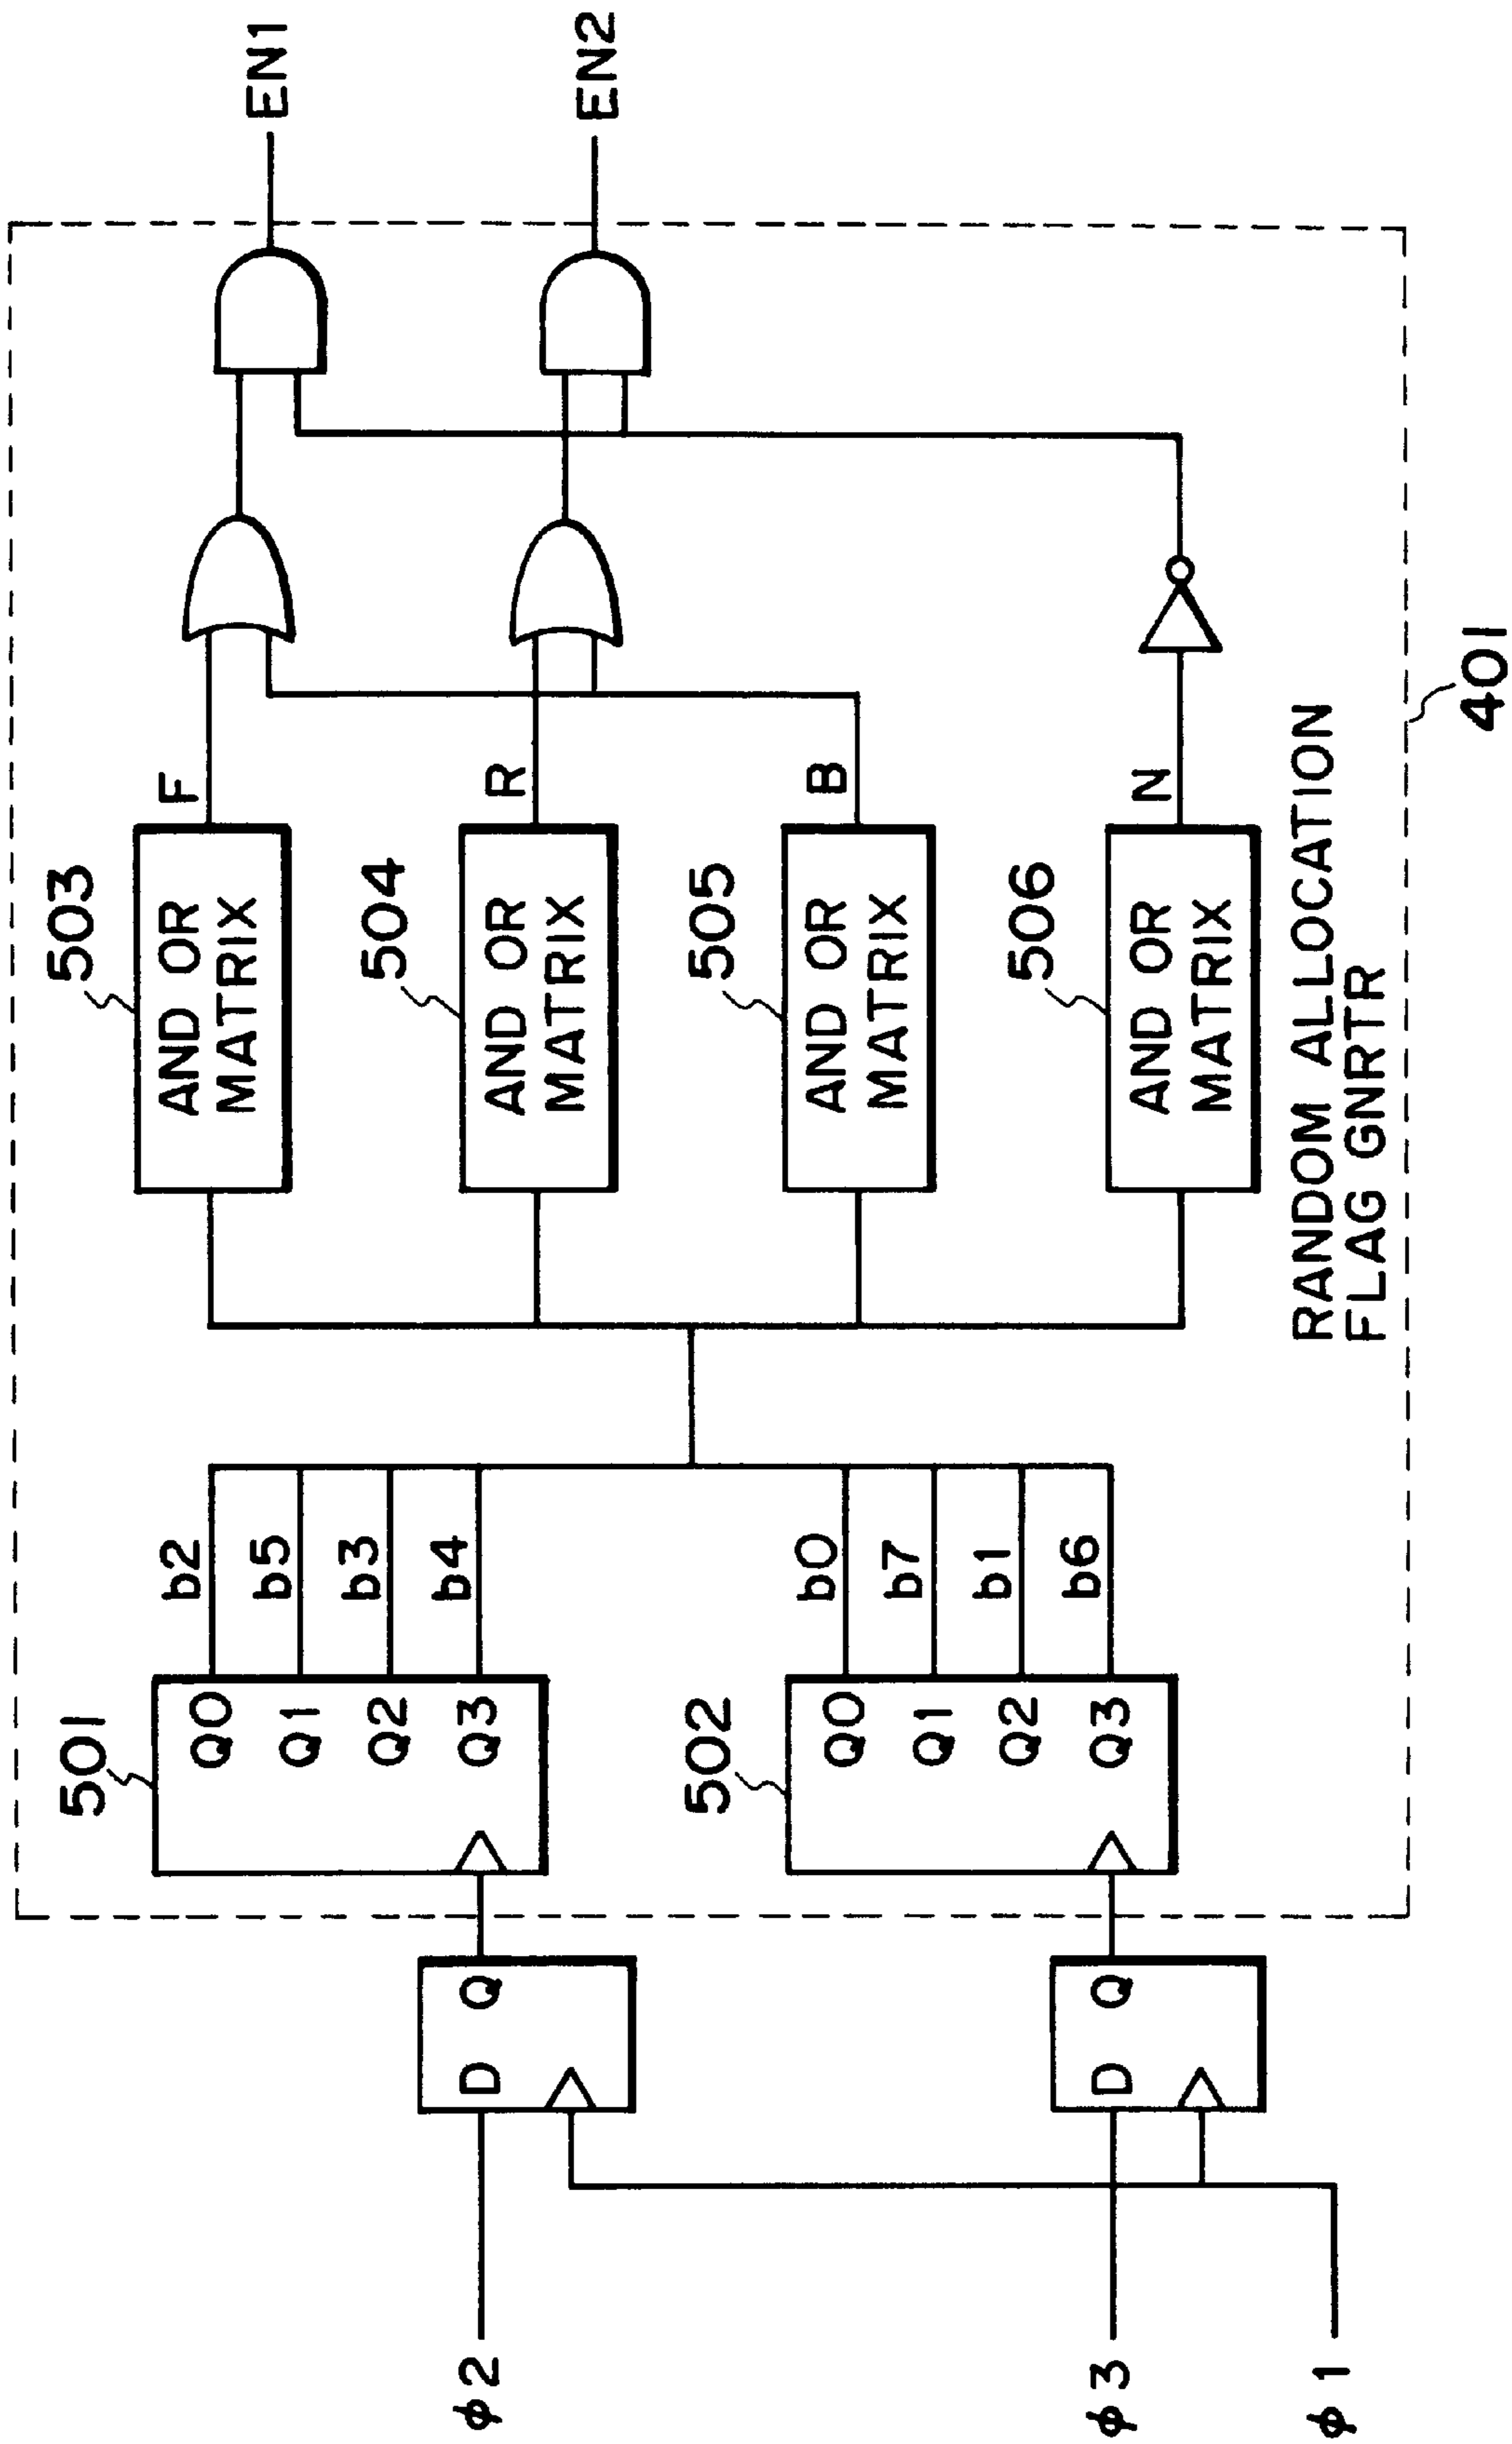 EN1
EN2
503
F
AND OR
MATRIX
504
R
AND OR
MATRIX
505
B
AND OR
MATRIX
506
N
AND OR
MATRIX
RANDOM ALLOCATION
FLAG GNRTR
401
501
Q0
Q1
Q2
Q3
b2
b5
b3
b4
502
Q0
Q1
Q2
Q3
b0
b7
b1
b6
D Q
D Q
φ2
φ3
φ1